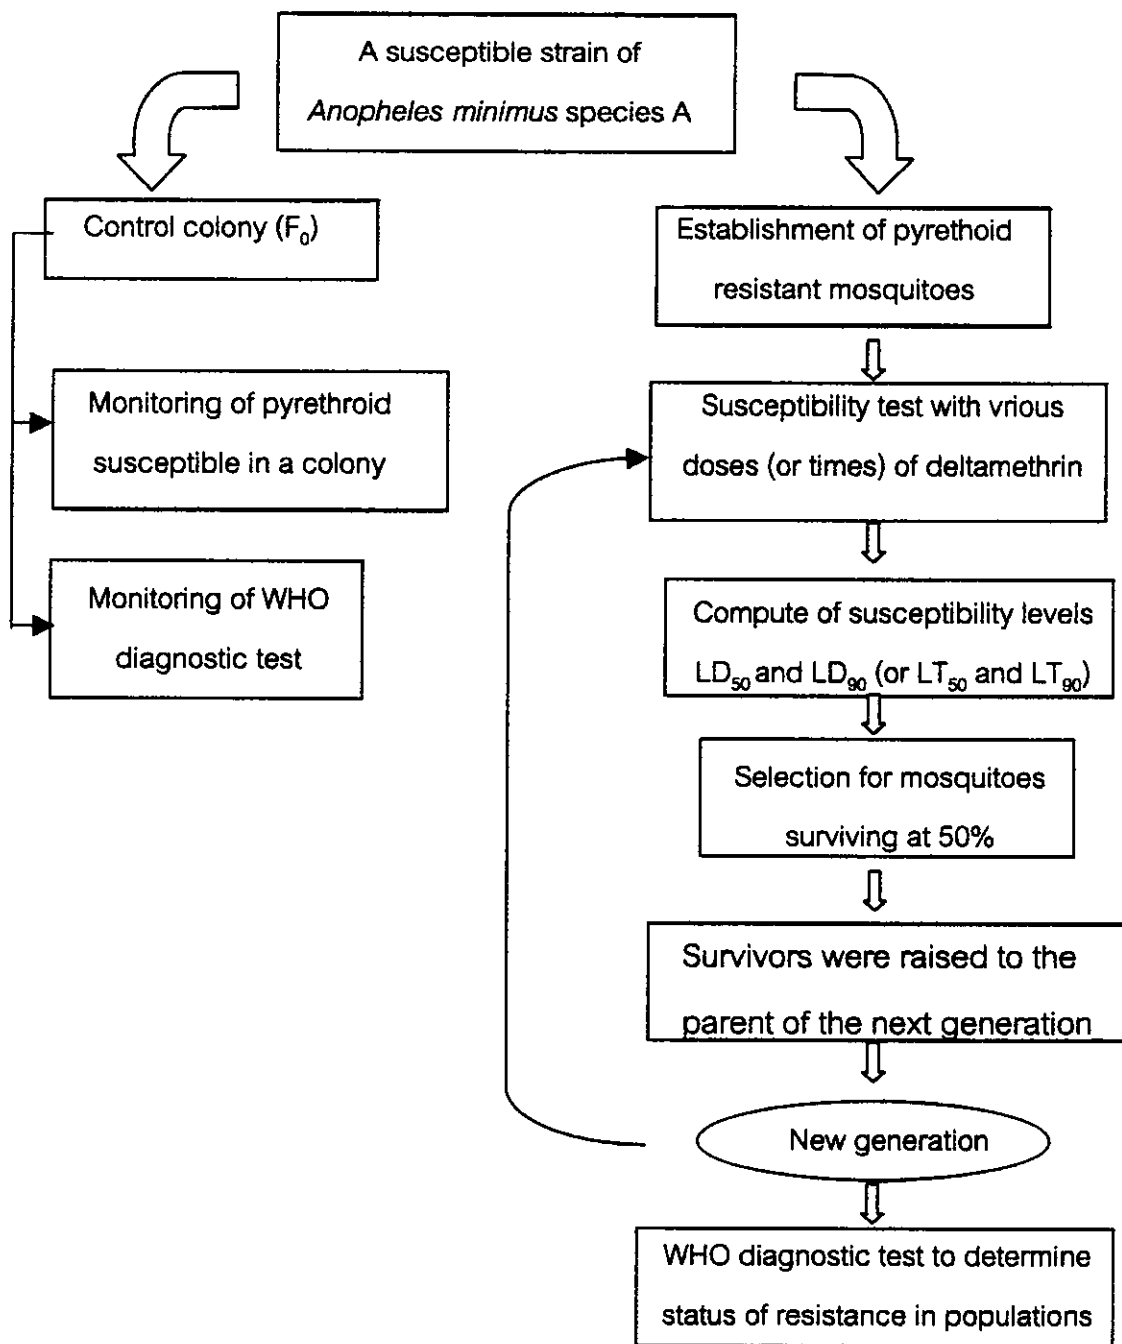 A susceptible strain of
Anopheles minimus species A
Control colony (F₀)
Monitoring of pyrethroid
susceptible in a colony
Monitoring of WHO
diagnostic test
Establishment of pyrethoid
resistant mosquitoes
Susceptibility test with vrious
doses (or times) of deltamethrin
Compute of susceptibility levels
LD₅₀ and LD₉₀ (or LT₅₀ and LT₉₀)
Selection for mosquitoes
surviving at 50%
Survivors were raised to the
parent of the next generation
New generation
WHO diagnostic test to determine
status of resistance in populations